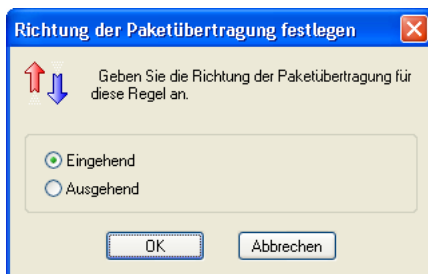 Richtung der Paketübertragung festlegen
Geben Sie die Richtung der Paketübertragung für
diese Regel an.
Eingehend
Ausgehend
OK
Abbrechen